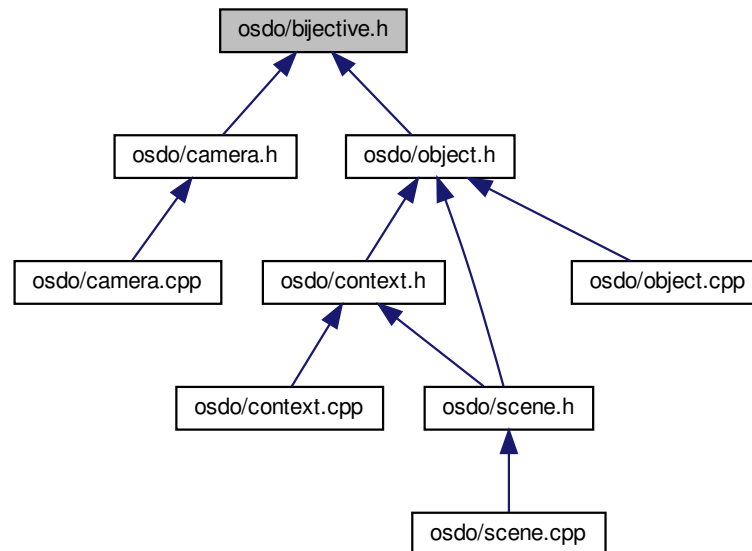 osdo/bijective.h
osdo/camera.h
osdo/object.h
osdo/camera.cpp
osdo/context.h
osdo/object.cpp
osdo/context.cpp
osdo/scene.h
osdo/scene.cpp